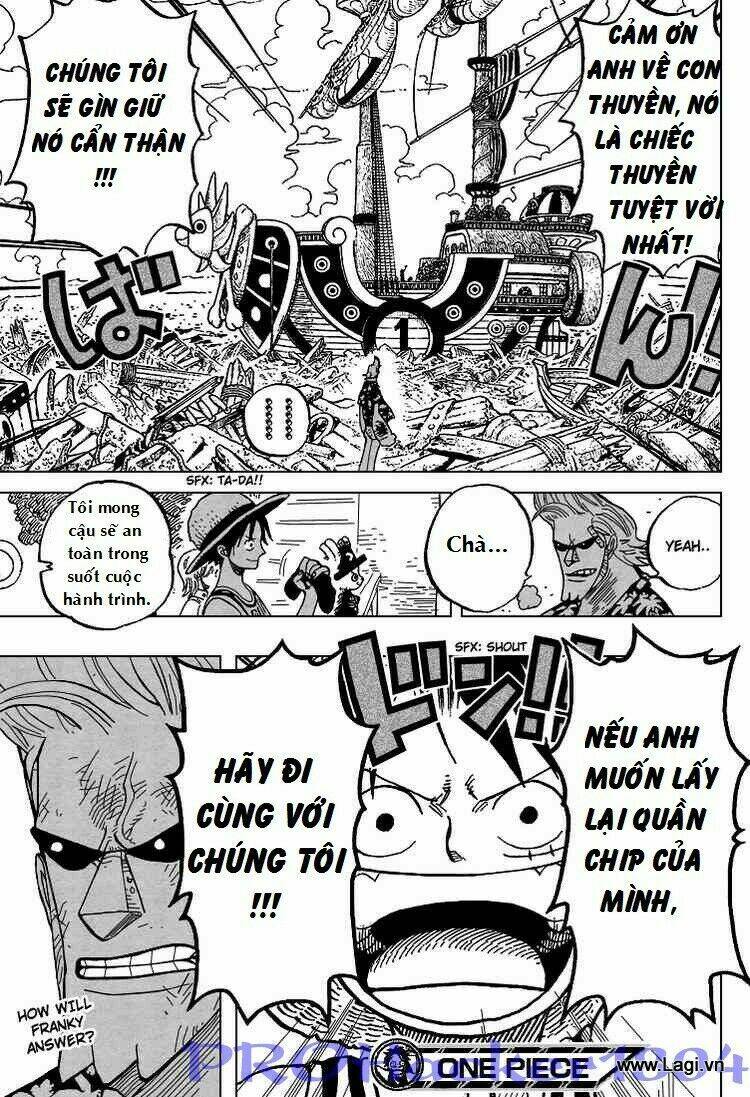 CẢM ƠN
ANH VỀ CON
THUYỀN, NÓ
LÀ CHIẾC
THUYỀN
TUYỆT VỜI
NHẤT!
CHÚNG TÔI
SẼ GÌN GIỮ
NÓ CẨN THẬN
!!!
ばん!!
1
!!
SFX: TA-DA!!
YEAH..
Chà...
Tôi mong
cậu sẽ an
toàn trong
suốt cuộc
hành trình.
SFX: SHOUT
ドン!!
NẾU ANH
MUỐN LẤY
LẠI QUẦN
CHIP CỦA
MÌNH,
HÃY ĐI
CÙNG VỚI
CHÚNG TÔI
!!!
HOW WILL
FRANKY
ANSWER?
ONE PIECE
www.Lagi.vn
PROHacker1994